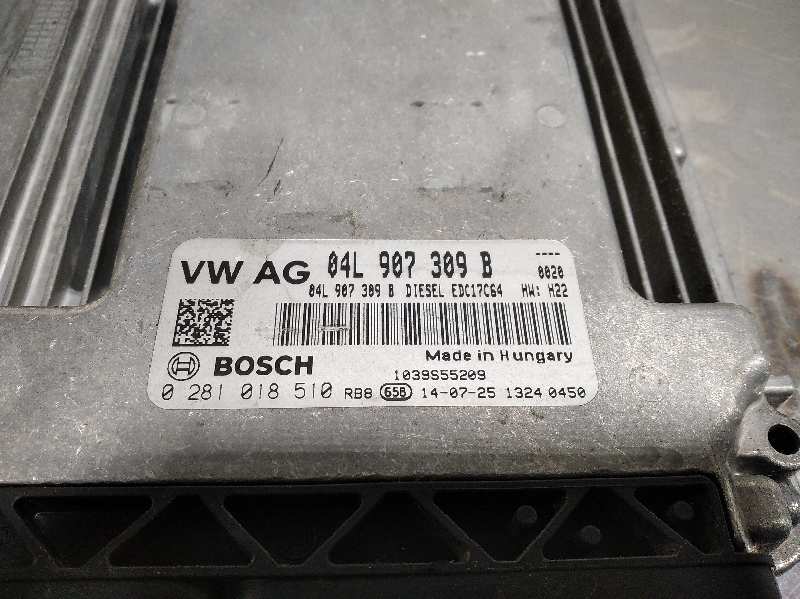 VW AG 04L 907 309 B ----
0020
04L 907 309 B DIESEL EDC17C64 HW: H22
BOSCH Made in Hungary
1039S55209
0 281 018 510 RB8 65B 14-07-25 1324 0450